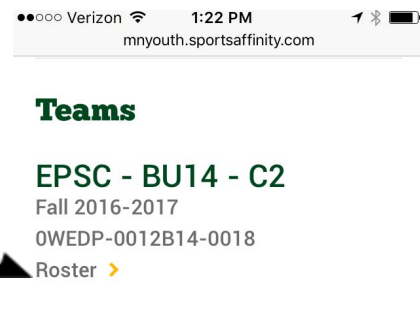 Verizon 1:22 PM
mnyouth.sportsaffinity.com
Teams
EPSC - BU14 - C2
Fall 2016-2017
0WEDP-0012B14-0018
Roster >